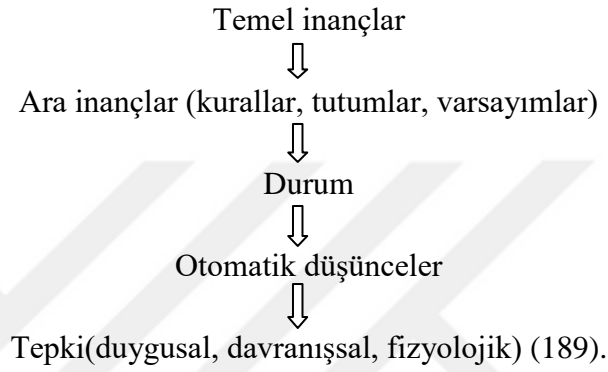 Temel inançlar
Ara inançlar (kurallar, tutumlar, varsayımlar)
Durum
Otomatik düşünceler
Tepki(duygusal, davranışsal, fizyolojik) (189).